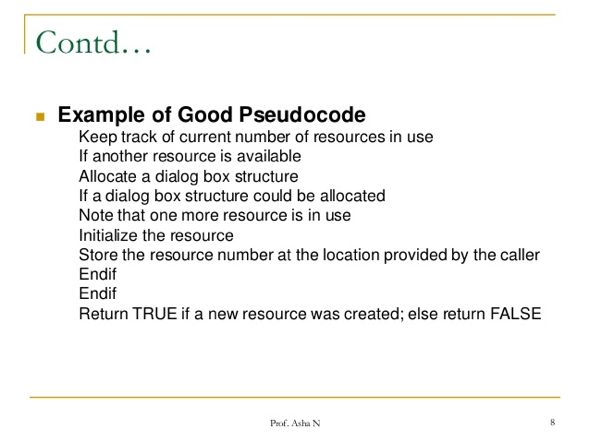 Contd…
Example of Good Pseudocode
Keep track of current number of resources in use
If another resource is available
Allocate a dialog box structure
If a dialog box structure could be allocated
Note that one more resource is in use
Initialize the resource
Store the resource number at the location provided by the caller
Endif
Endif
Return TRUE if a new resource was created; else return FALSE
Prof. Asha N
8